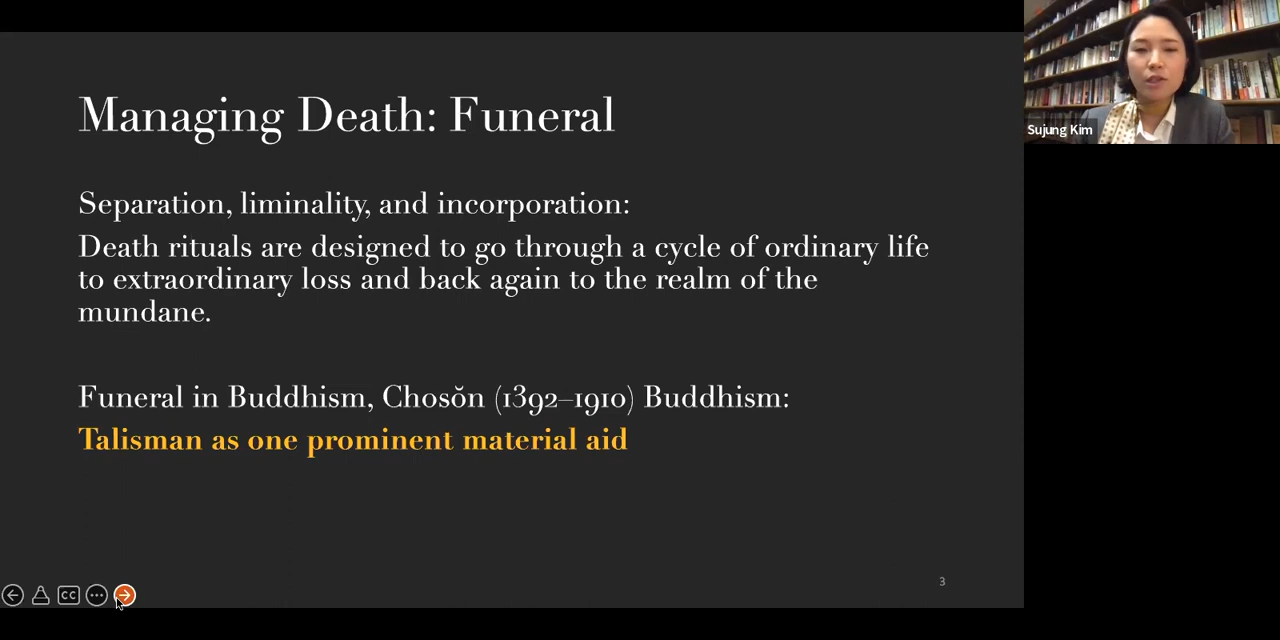 Managing Death: Funeral
Separation, liminality, and incorporation:
Death rituals are designed to go through a cycle of ordinary life
to extraordinary loss and back again to the realm of the
mundane.
Funeral in Buddhism, Chosŏn (1392–1910) Buddhism:
Talisman as one prominent material aid
3
CC
Sujung Kim